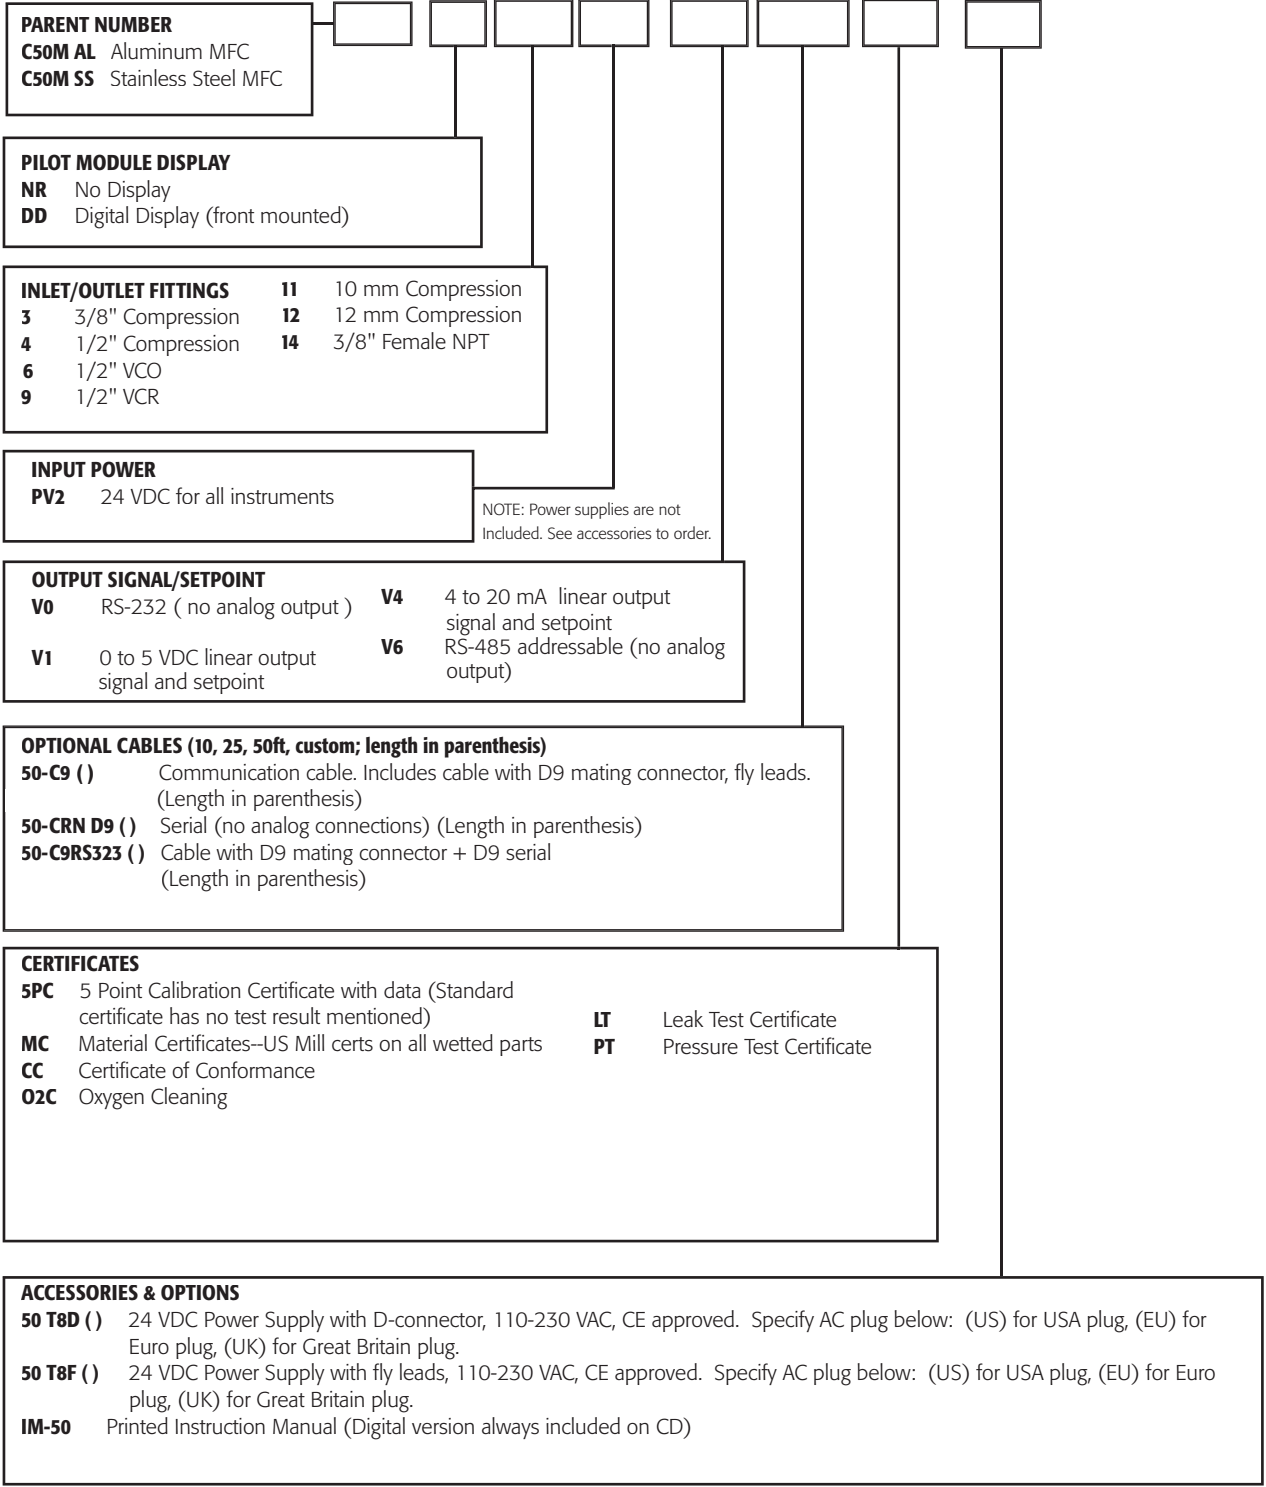 PARENT NUMBER
C50M AL Aluminum MFC
C50M SS Stainless Steel MFC
PILOT MODULE DISPLAY
NR No Display
DD Digital Display (front mounted)
INLET/OUTLET FITTINGS
3 3/8" Compression
4 1/2" Compression
6 1/2" VCO
9 1/2" VCR
11 10 mm Compression
12 12 mm Compression
14 3/8" Female NPT
INPUT POWER
PV2 24 VDC for all instruments
NOTE: Power supplies are not
Included. See accessories to order.
OUTPUT SIGNAL/SETPOINT
V0 RS-232 ( no analog output )
V1 0 to 5 VDC linear output
signal and setpoint
V4 4 to 20 mA linear output
signal and setpoint
V6 RS-485 addressable (no analog
output)
OPTIONAL CABLES (10, 25, 50ft, custom; length in parenthesis)
50-C9 ( ) Communication cable. Includes cable with D9 mating connector, fly leads.
(Length in parenthesis)
50-CRN D9 ( ) Serial (no analog connections) (Length in parenthesis)
50-C9RS323 ( ) Cable with D9 mating connector + D9 serial
(Length in parenthesis)
CERTIFICATES
5PC 5 Point Calibration Certificate with data (Standard
certificate has no test result mentioned)
MC Material Certificates--US Mill certs on all wetted parts
CC Certificate of Conformance
O2C Oxygen Cleaning
LT Leak Test Certificate
PT Pressure Test Certificate
ACCESSORIES & OPTIONS
50 T8D ( ) 24 VDC Power Supply with D-connector, 110-230 VAC, CE approved. Specify AC plug below: (US) for USA plug, (EU) for
Euro plug, (UK) for Great Britain plug.
50 T8F ( ) 24 VDC Power Supply with fly leads, 110-230 VAC, CE approved. Specify AC plug below: (US) for USA plug, (EU) for Euro
plug, (UK) for Great Britain plug.
IM-50 Printed Instruction Manual (Digital version always included on CD)